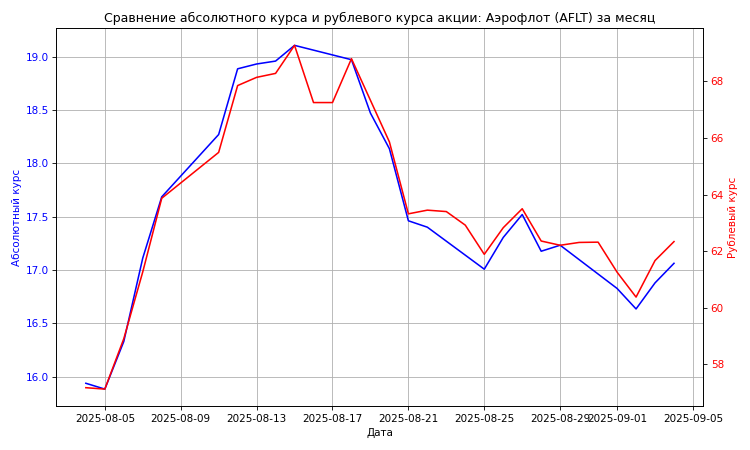 Сравнение абсолютного курса и рублевого курса акции: Аэрофлот (AFLT) за месяц
Абсолютный курс
19.0
18.5
18.0
17.5
17.0
16.5
16.0
68
66
64
62
60
58
Рублевый курс
2025-08-05 2025-08-09 2025-08-13 2025-08-17 2025-08-21 2025-08-25 2025-08-29 2025-09-01 2025-09-05
Дата